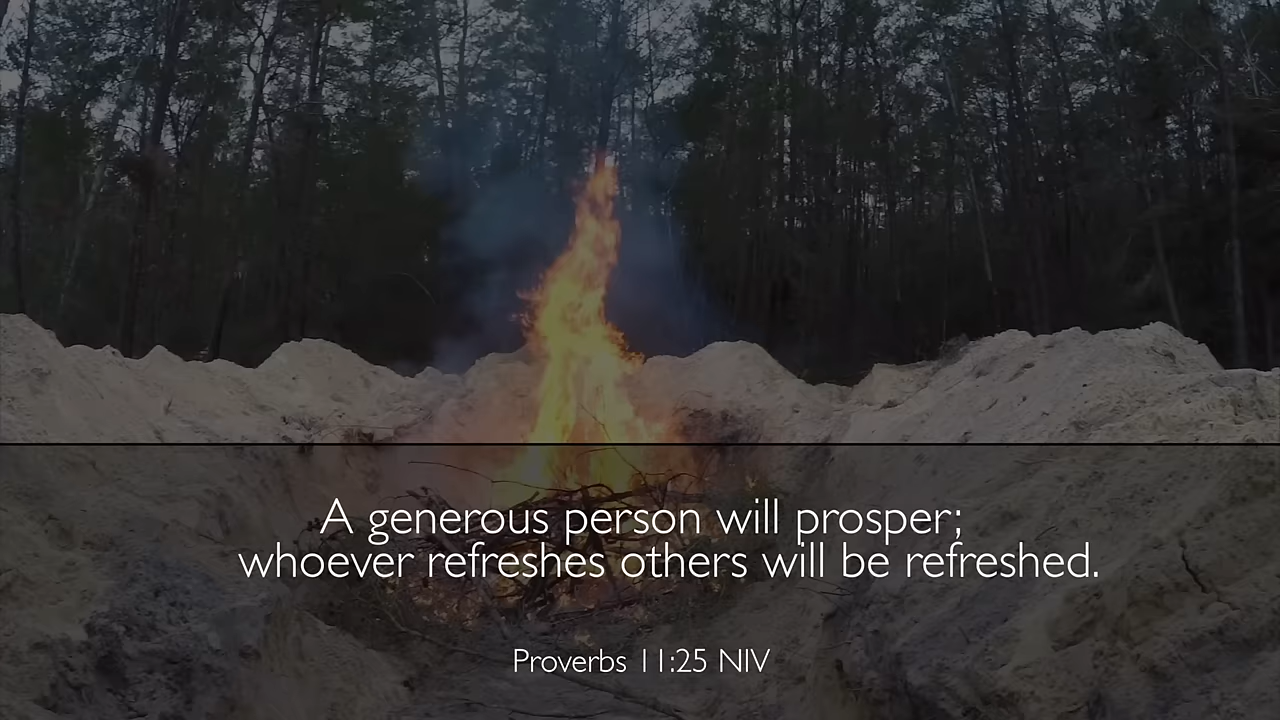 A generous person will prosper;
whoever refreshes others will be refreshed.
Proverbs 11:25 NIV